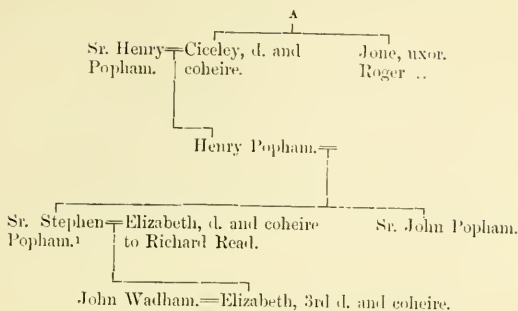 A
Sr. Henry Popham. = Ciceley, d. and coheire.
Jone, uxor. Roger ..
Henry Popham. =
Sr. Stephen Popham.¹ = Elizabeth, d. and coheire to Richard Read.
Sr. John Popham.
John Wadham. = Elizabeth, 3rd d. and coheire.